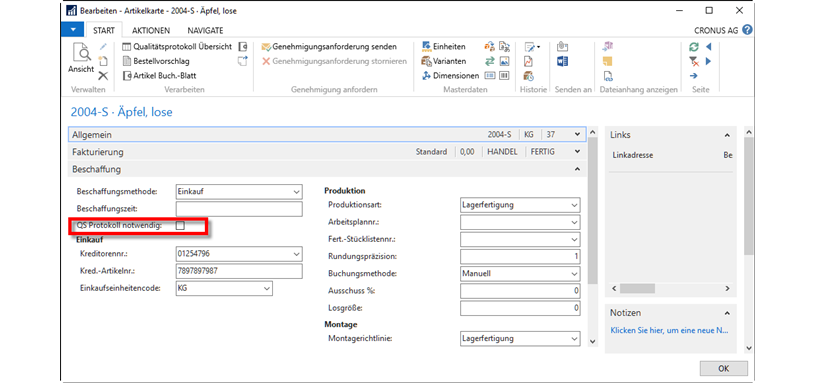 Bearbeiten - Artikelkarte - 2004-S · Äpfel, lose
START AKTIONEN NAVIGATE CRONUS AG
Ansicht
Qualitätsprotokoll Übersicht
Bestellvorschlag
Artikel Buch.-Blatt
Genehmigungsanforderung senden
Genehmigungsanforderung stornieren
Einheiten
Varianten
Dimensionen
Verwalten Verarbeiten Genehmigung anfordern Masterdaten Historie Senden an Dateianhang anzeigen Seite
2004-S · Äpfel, lose
Allgemein 2004-S KG 37
Fakturierung Standard 0,00 HANDEL FERTIG
Beschaffung
Beschaffungsmethode: Einkauf
Beschaffungszeit:
QS Protokoll notwendig:
Einkauf
Kreditorennr.: 01254796
Kred.-Artikelnr.: 7897897987
Einkaufseinheitencode: KG
Produktion
Produktionsart: Lagerfertigung
Arbeitsplannr.:
Fert.-Stücklistennr.:
Rundungspräzision: 1
Buchungsmethode: Manuell
Ausschuss %: 0
Losgröße: 0
Montage
Montagerichtlinie: Lagerfertigung
Links
Linkadresse Be
Notizen
Klicken Sie hier, um eine neue N...
OK